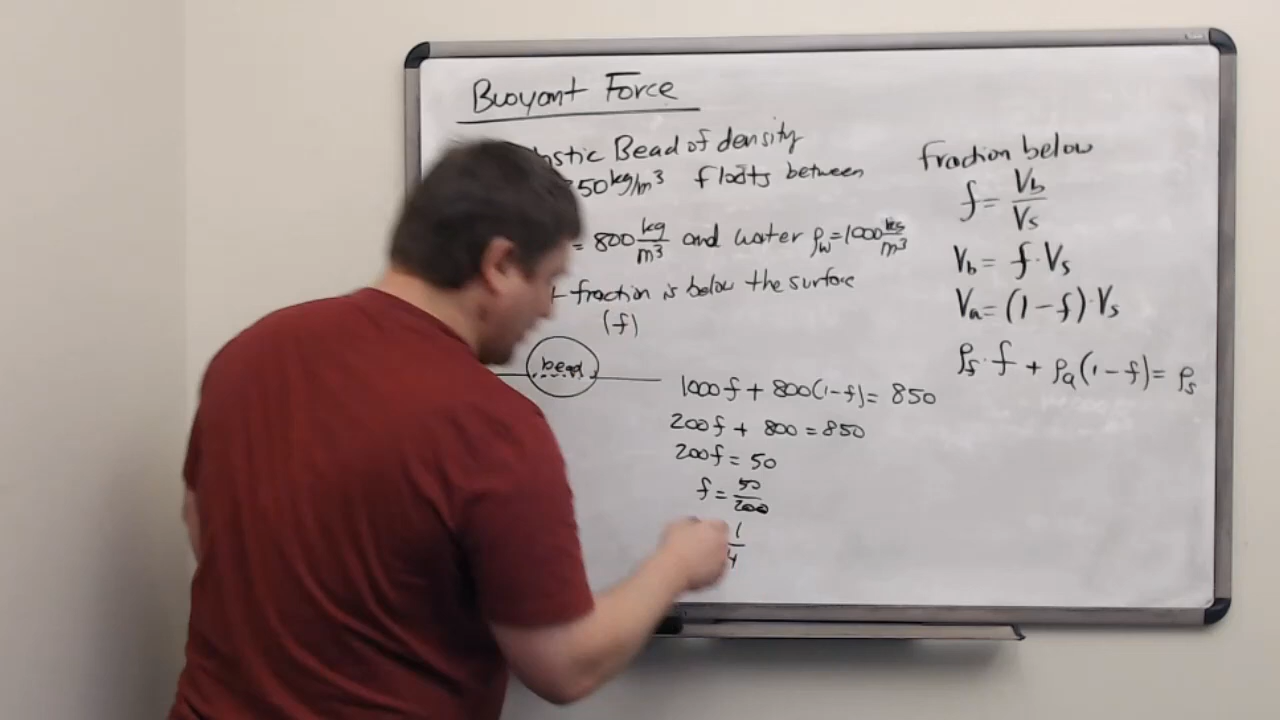 Buoyant Force
Bead of density
50 kg/m³ floats between
= 800 kg/m³ and water ρw = 1000 kg/m³
fraction is below the surface
(f)
bead
1000f + 800(1-f) = 850
200f + 800 = 850
200f = 50
f = 50/200
1/4
fraction below
f = Vb/Vs
Vb = f·Vs
Va = (1-f)·Vs
ρf·f + ρa(1-f) = ρs